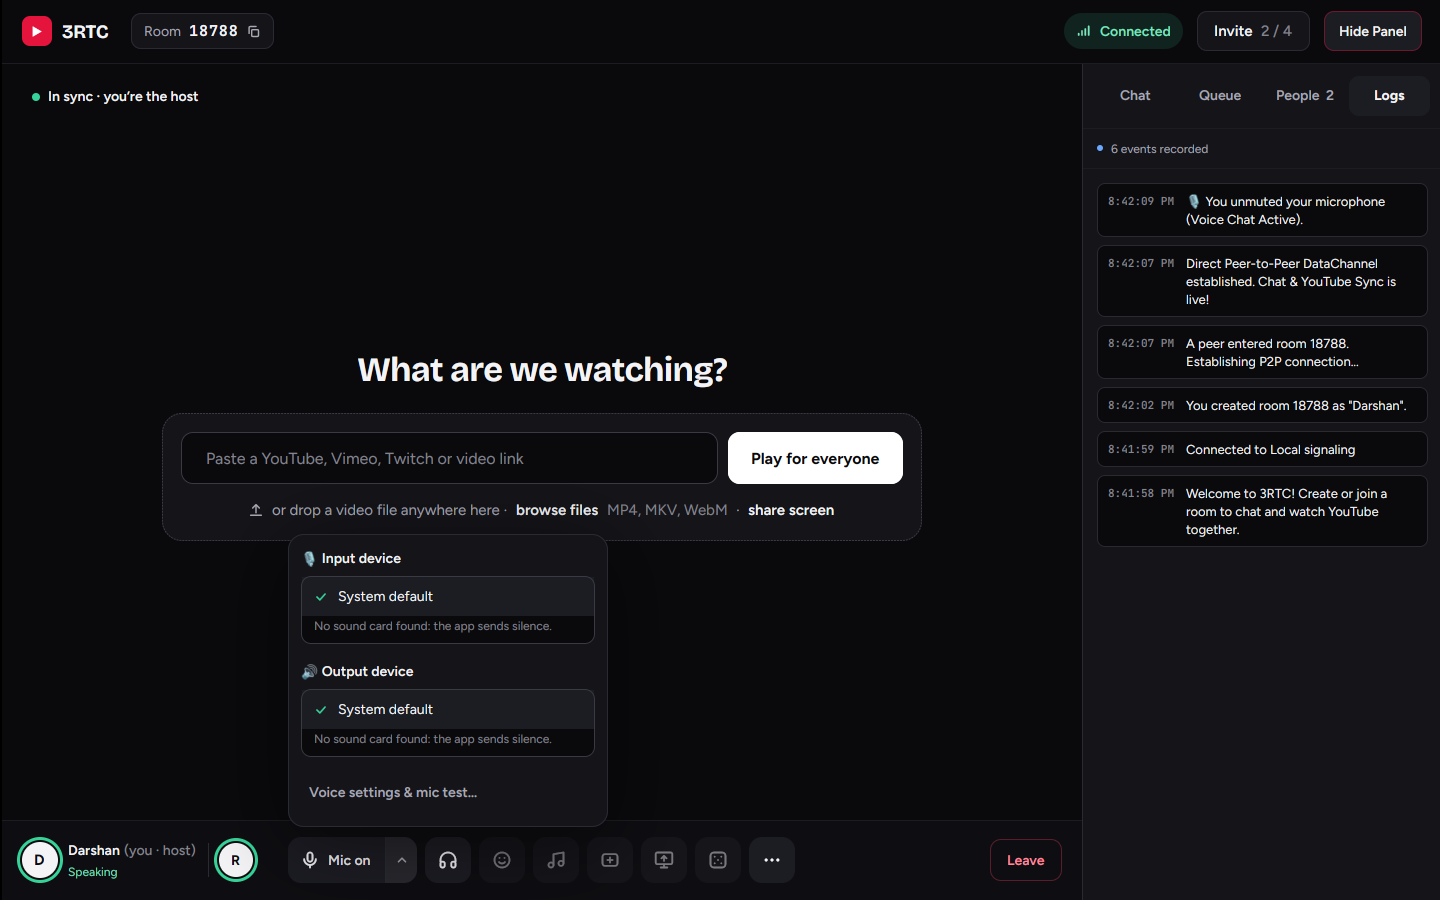 3RTC
Room 18788
Connected
Invite 2 / 4
Hide Panel
In sync · you're the host
Chat
Queue
People 2
Logs
6 events recorded
8:42:09 PM 🎙️ You unmuted your microphone
(Voice Chat Active).
8:42:07 PM Direct Peer-to-Peer DataChannel
established. Chat & YouTube Sync is
live!
8:42:07 PM A peer entered room 18788.
Establishing P2P connection...
8:42:02 PM You created room 18788 as "Darshan".
8:41:59 PM Connected to Local signaling
8:41:58 PM Welcome to 3RTC! Create or join a
room to chat and watch YouTube
together.
What are we watching?
Paste a YouTube, Vimeo, Twitch or video link
Play for everyone
or drop a video file anywhere here · browse files MP4, MKV, WebM · share screen
🎙️ Input device
System default
No sound card found: the app sends silence.
🔊 Output device
System default
No sound card found: the app sends silence.
Voice settings & mic test...
D
Darshan (you · host)
Speaking
R
Mic on
Leave